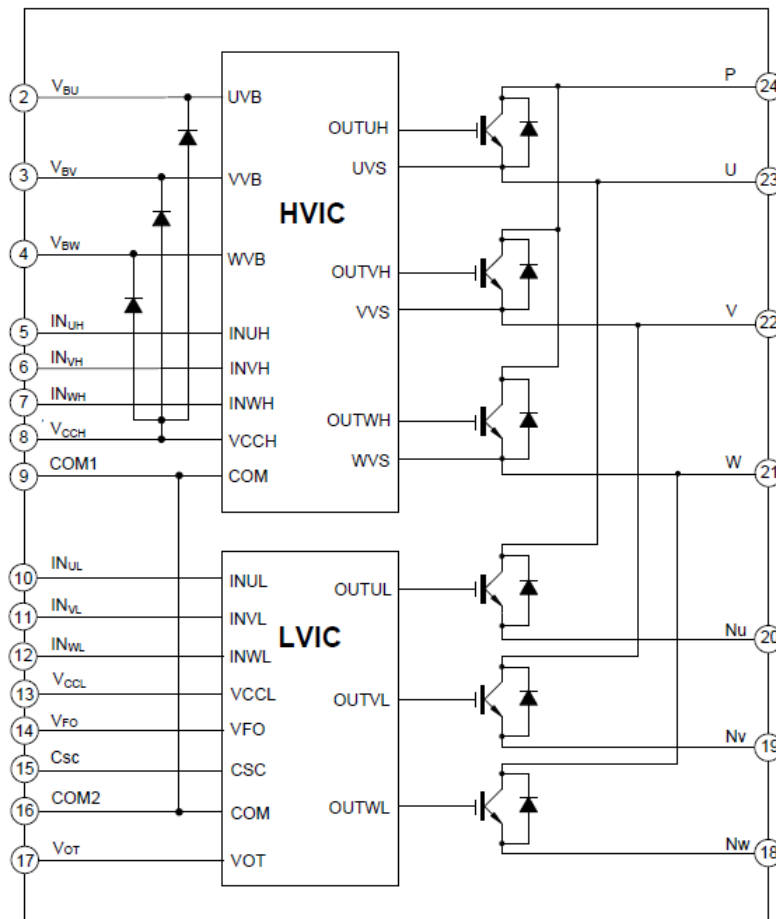 2 VBU UVB
3 VBV VVB
4 VBW WVB
5 INUH INUH
6 INVH INVH
7 INWH INWH
8 VCCH VCCH
9 COM1 COM
HVIC
OUTUH
UVS
OUTVH
VVS
OUTWH
WVS
P 24
U 23
V 22
W 21
10 INUL INUL
11 INVL INVL
12 INWL INWL
13 VCCL VCCL
14 VFO VFO
15 Csc CSC
16 COM2 COM
17 VOT VOT
LVIC
OUTUL
OUTVL
OUTWL
Nu 20
Nv 19
Nw 18